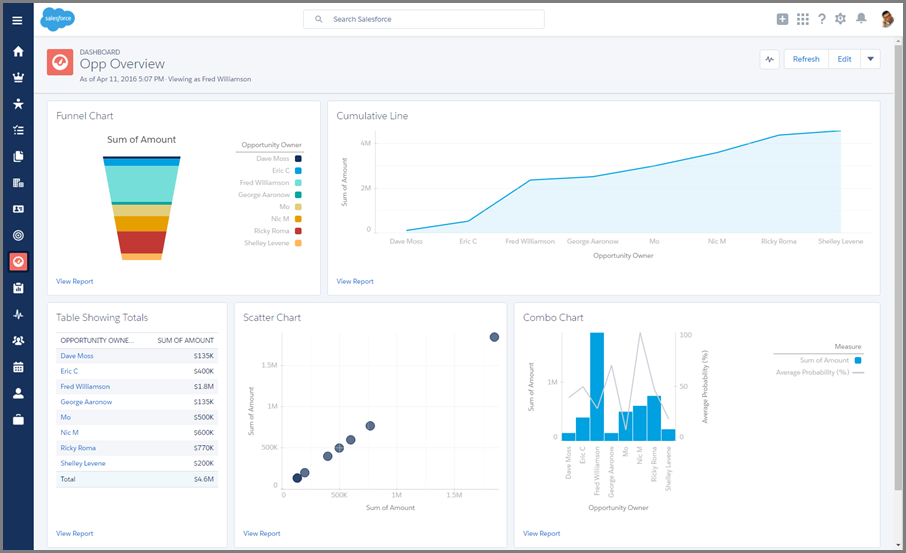 salesforce
Search Salesforce
DASHBOARD
Opp Overview
As of Apr 11, 2016 5:07 PM·Viewing as Fred Williamson
Refresh
Edit
Funnel Chart
Sum of Amount
Opportunity Owner
Dave Moss
Eric C
Fred Williamson
George Aaronow
Mo
Nic M
Ricky Roma
Shelley Levene
View Report
Cumulative Line
Sum of Amount
4M
2M
0
Dave Moss Eric C Fred Williamson George Aaronow Mo Nic M Ricky Roma Shelley Levene
Opportunity Owner
View Report
Table Showing Totals
OPPORTUNITY OWNE... SUM OF AMOUNT
Dave Moss $135K
Eric C $400K
Fred Williamson $1.8M
George Aaronow $135K
Mo $500K
Nic M $600K
Ricky Roma $770K
Shelley Levene $200K
Total $4.6M
View Report
Scatter Chart
Sum of Amount
1.5M
1M
500K
0
0 500K 1M 1.5M
Sum of Amount
View Report
Combo Chart
Sum of Amount
1M
0
100
50
0
Average Probability (%)
Dave Moss
Eric C
Fred Williamson
George Aaronow
Mo
Nic M
Ricky Roma
Shelley Levene
Opportunity Owner
Measure
Sum of Amount
Average Probability (%)
View Report